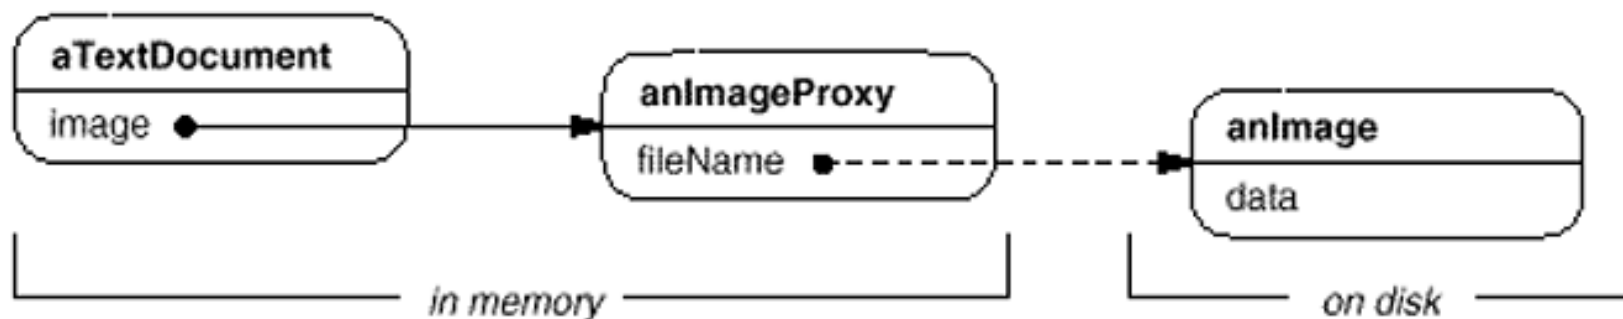 aTextDocument
image
anImageProxy
fileName
anImage
data
in memory
on disk